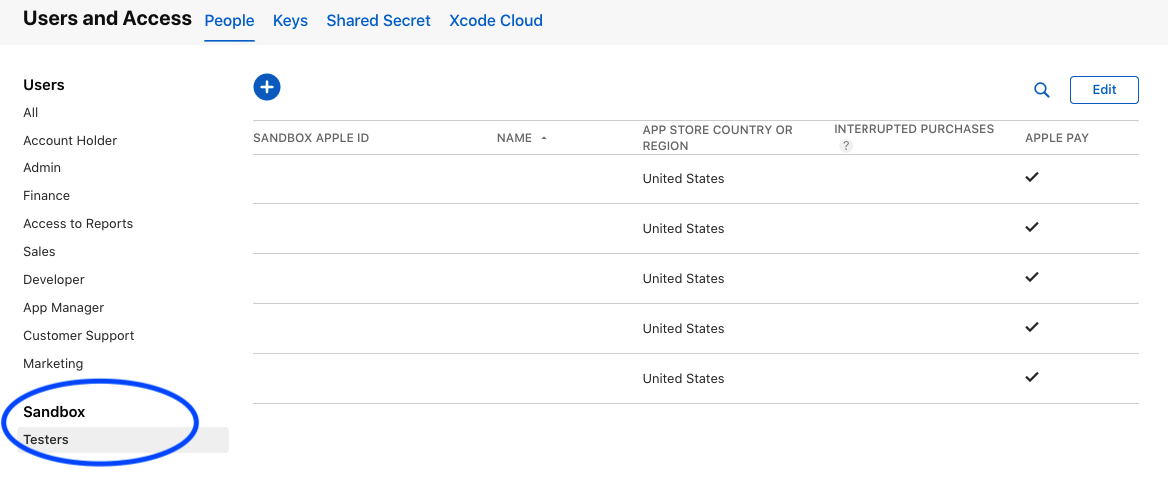 Users and Access People Keys Shared Secret Xcode Cloud
Users
All
Account Holder
Admin
Finance
Access to Reports
Sales
Developer
App Manager
Customer Support
Marketing
Sandbox
Testers
Edit
SANDBOX APPLE ID NAME APP STORE COUNTRY OR REGION INTERRUPTED PURCHASES ? APPLE PAY
United States
United States
United States
United States
United States